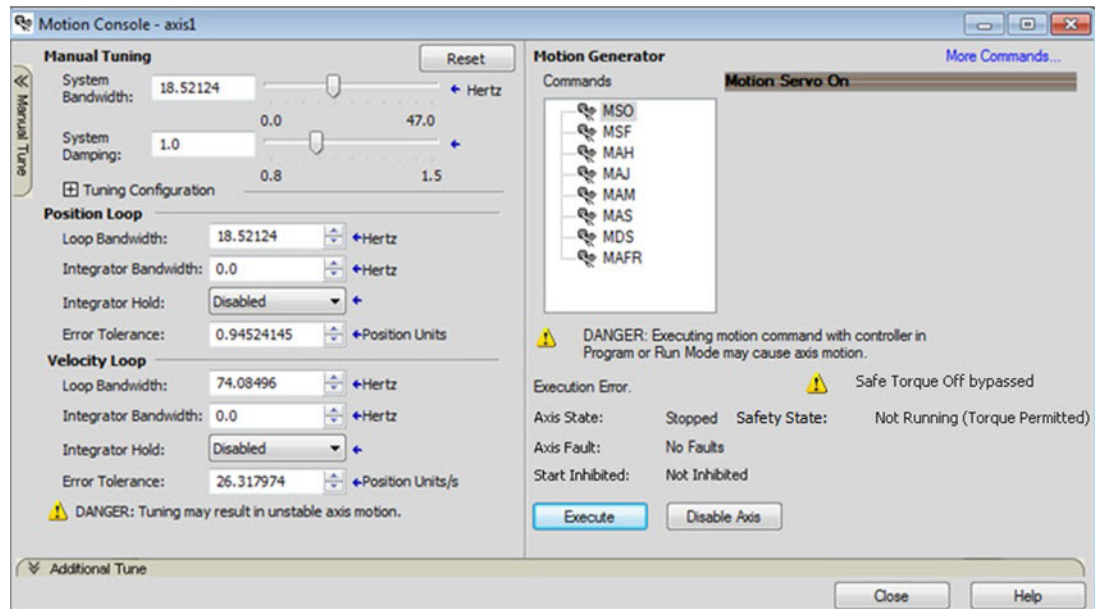 Motion Console - axis1
Manual Tune
Manual Tuning
Reset
System Bandwidth: 18.52124 Hertz
0.0 47.0
System Damping: 1.0
0.8 1.5
Tuning Configuration
Position Loop
Loop Bandwidth: 18.52124 Hertz
Integrator Bandwidth: 0.0 Hertz
Integrator Hold: Disabled
Error Tolerance: 0.94524145 Position Units
Velocity Loop
Loop Bandwidth: 74.08496 Hertz
Integrator Bandwidth: 0.0 Hertz
Integrator Hold: Disabled
Error Tolerance: 26.317974 Position Units/s
DANGER: Tuning may result in unstable axis motion.
Motion Generator More Commands...
Commands Motion Servo On
MSO
MSF
MAH
MAJ
MAM
MAS
MDS
MAFR
DANGER: Executing motion command with controller in
Program or Run Mode may cause axis motion.
Execution Error. Safe Torque Off bypassed
Axis State: Stopped Safety State: Not Running (Torque Permitted)
Axis Fault: No Faults
Start Inhibited: Not Inhibited
Execute Disable Axis
Additional Tune
Close Help